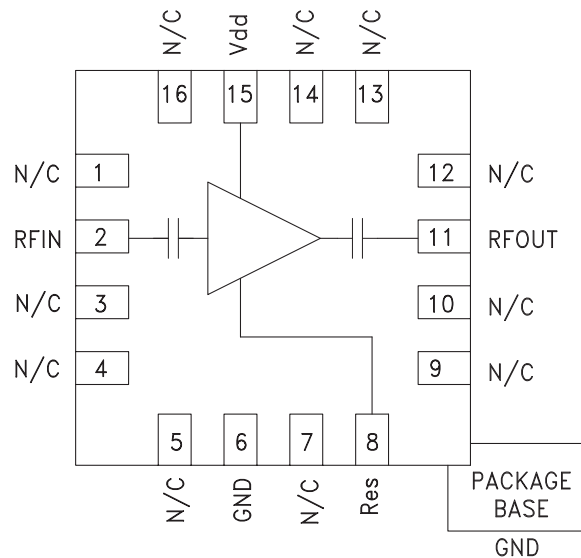 N/C
Vdd
N/C
N/C
16
15
14
13
N/C
1
12
N/C
RFIN
2
11
RFOUT
N/C
3
10
N/C
N/C
4
9
N/C
5
6
7
8
N/C
GND
N/C
Res
PACKAGE
BASE
GND